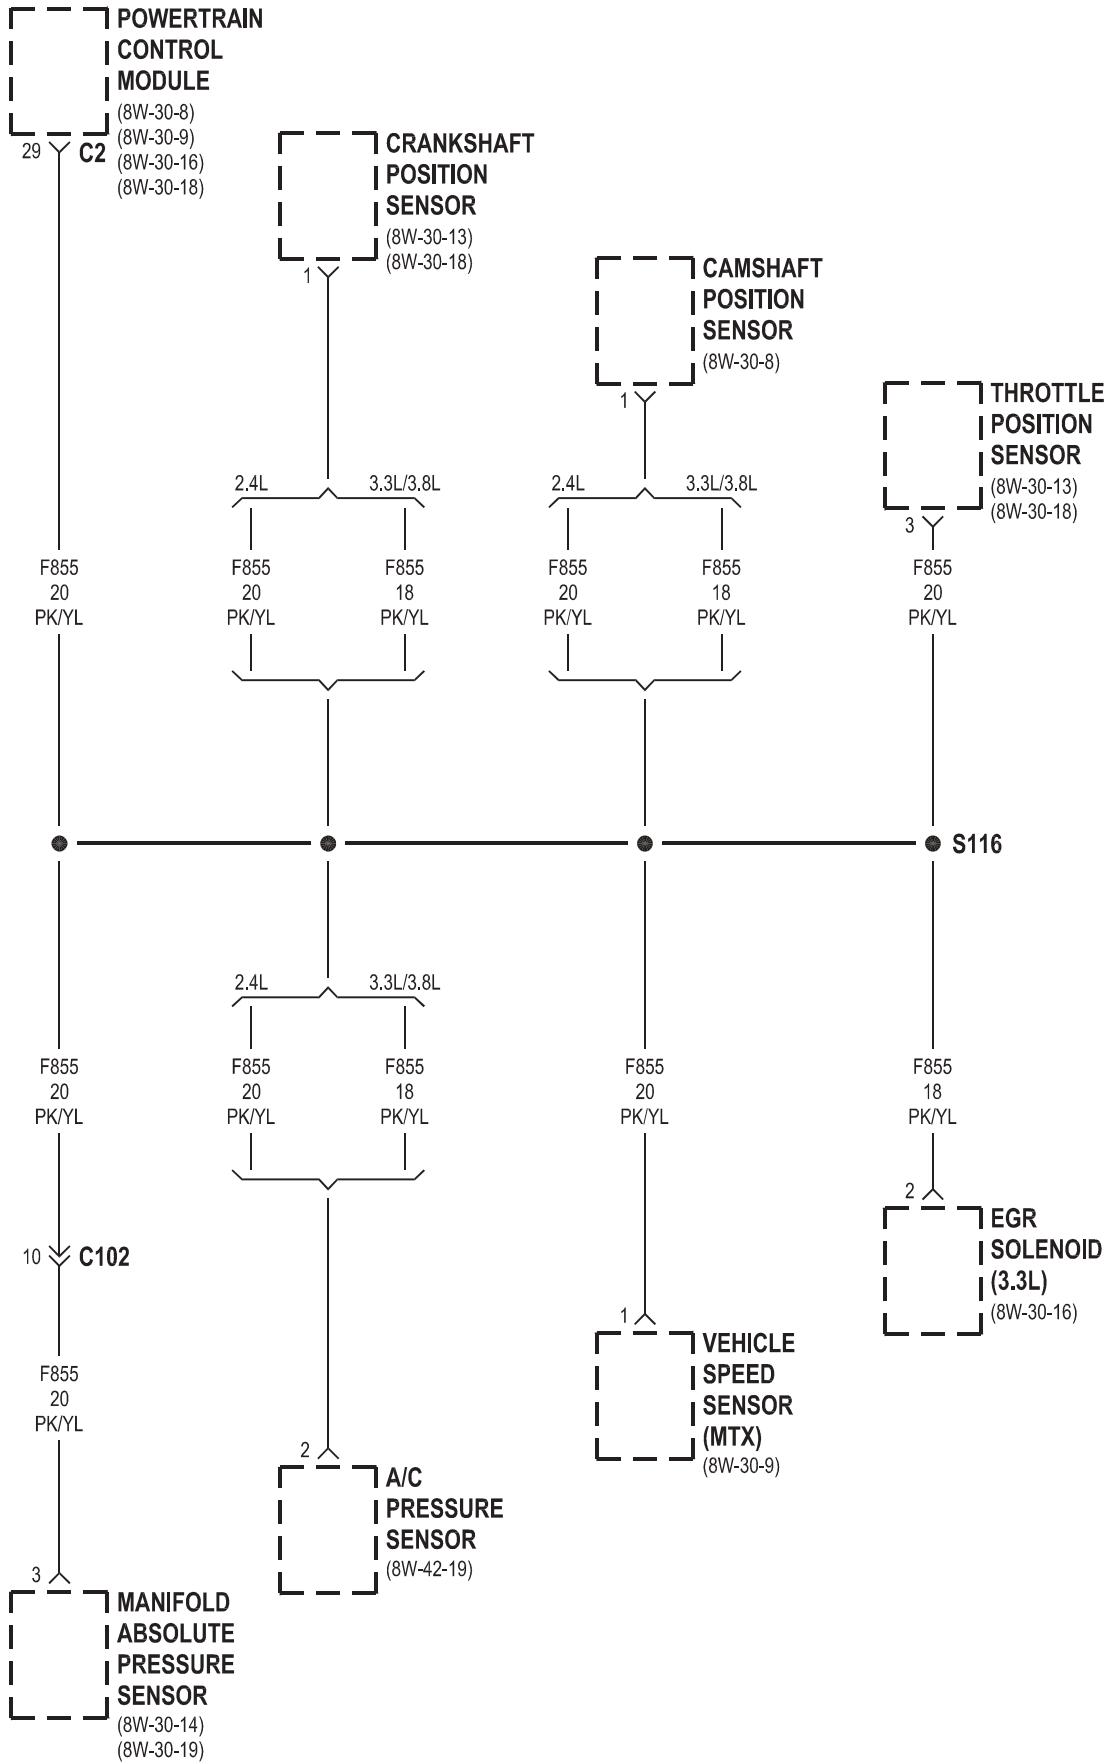 POWERTRAIN
CONTROL
MODULE
(8W-30-8)
(8W-30-9)
(8W-30-16)
(8W-30-18)
29
C2
CRANKSHAFT
POSITION
SENSOR
(8W-30-13)
(8W-30-18)
1
CAMSHAFT
POSITION
SENSOR
(8W-30-8)
1
THROTTLE
POSITION
SENSOR
(8W-30-13)
(8W-30-18)
3
2.4L
3.3L/3.8L
2.4L
3.3L/3.8L
F855
20
PK/YL
F855
20
PK/YL
F855
18
PK/YL
F855
20
PK/YL
F855
18
PK/YL
F855
20
PK/YL
S116
2.4L
3.3L/3.8L
F855
20
PK/YL
F855
20
PK/YL
F855
18
PK/YL
F855
20
PK/YL
F855
18
PK/YL
2
EGR
SOLENOID
(3.3L)
(8W-30-16)
10
C102
1
VEHICLE
SPEED
SENSOR
(MTX)
(8W-30-9)
F855
20
PK/YL
2
A/C
PRESSURE
SENSOR
(8W-42-19)
3
MANIFOLD
ABSOLUTE
PRESSURE
SENSOR
(8W-30-14)
(8W-30-19)